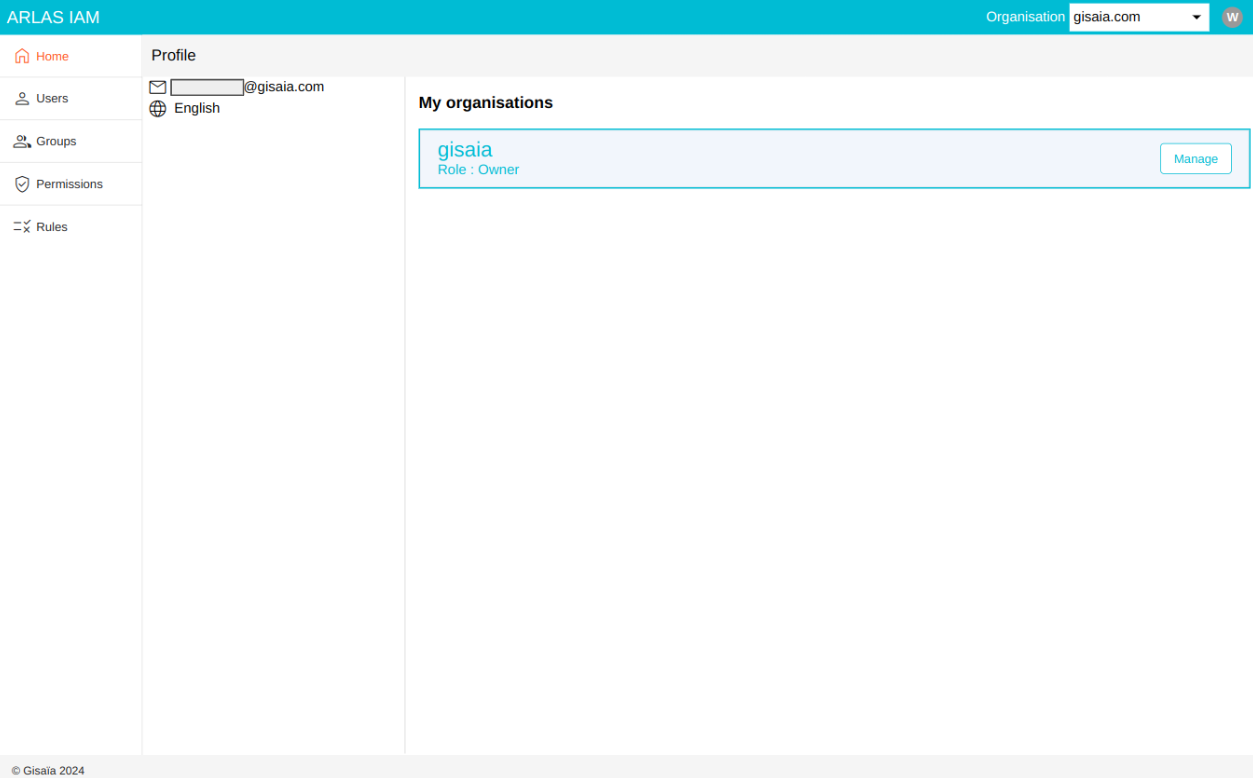 ARLAS IAM
Organisation gisaia.com W
Home
Users
Groups
Permissions
Rules
Profile
@gisaia.com
English
My organisations
gisaia
Role : Owner
Manage
© Gisaïa 2024